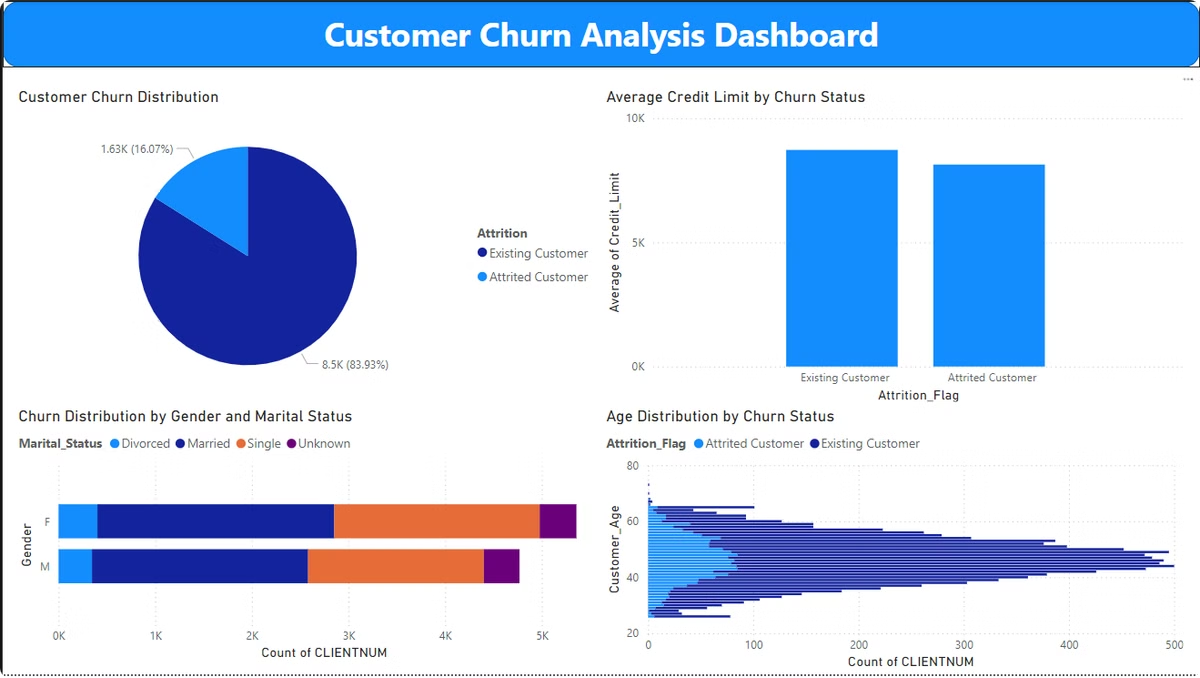 Customer Churn Analysis Dashboard
Customer Churn Distribution
1.63K (16.07%)
8.5K (83.93%)
Attrition
Existing Customer
Attrited Customer
Average Credit Limit by Churn Status
Average of Credit_Limit
10K
5K
0K
Existing Customer
Attrited Customer
Attrition_Flag
Churn Distribution by Gender and Marital Status
Marital_Status Divorced Married Single Unknown
Gender
F
M
0K 1K 2K 3K 4K 5K
Count of CLIENTNUM
Age Distribution by Churn Status
Attrition_Flag Attrited Customer Existing Customer
Customer_Age
80
60
40
20
0 100 200 300 400 500
Count of CLIENTNUM